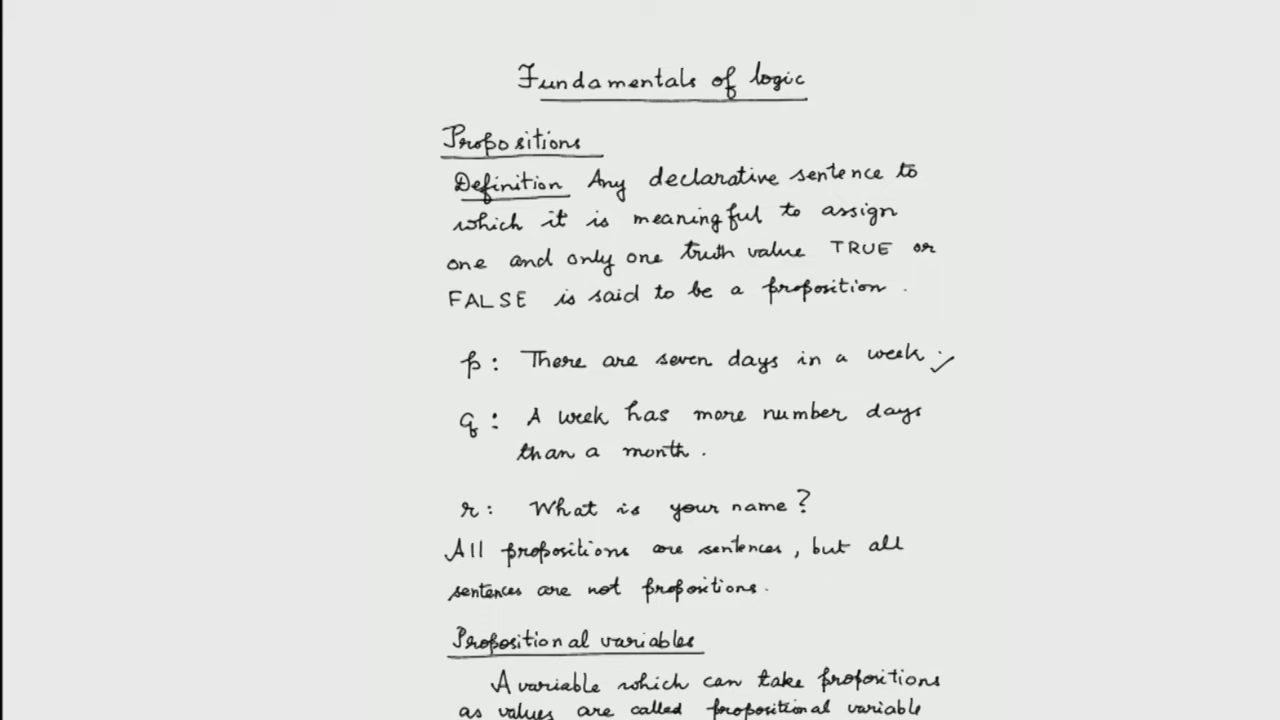 Fundamentals of logic
Propositions
Definition Any declarative sentence to
which it is meaningful to assign
one and only one truth value TRUE or
FALSE is said to be a proposition.
p: There are seven days in a week.
q: A week has more number days
than a month.
r: What is your name?
All propositions are sentences, but all
sentences are not propositions.
Propositional variables
A variable which can take propositions
as values are called propositional variable